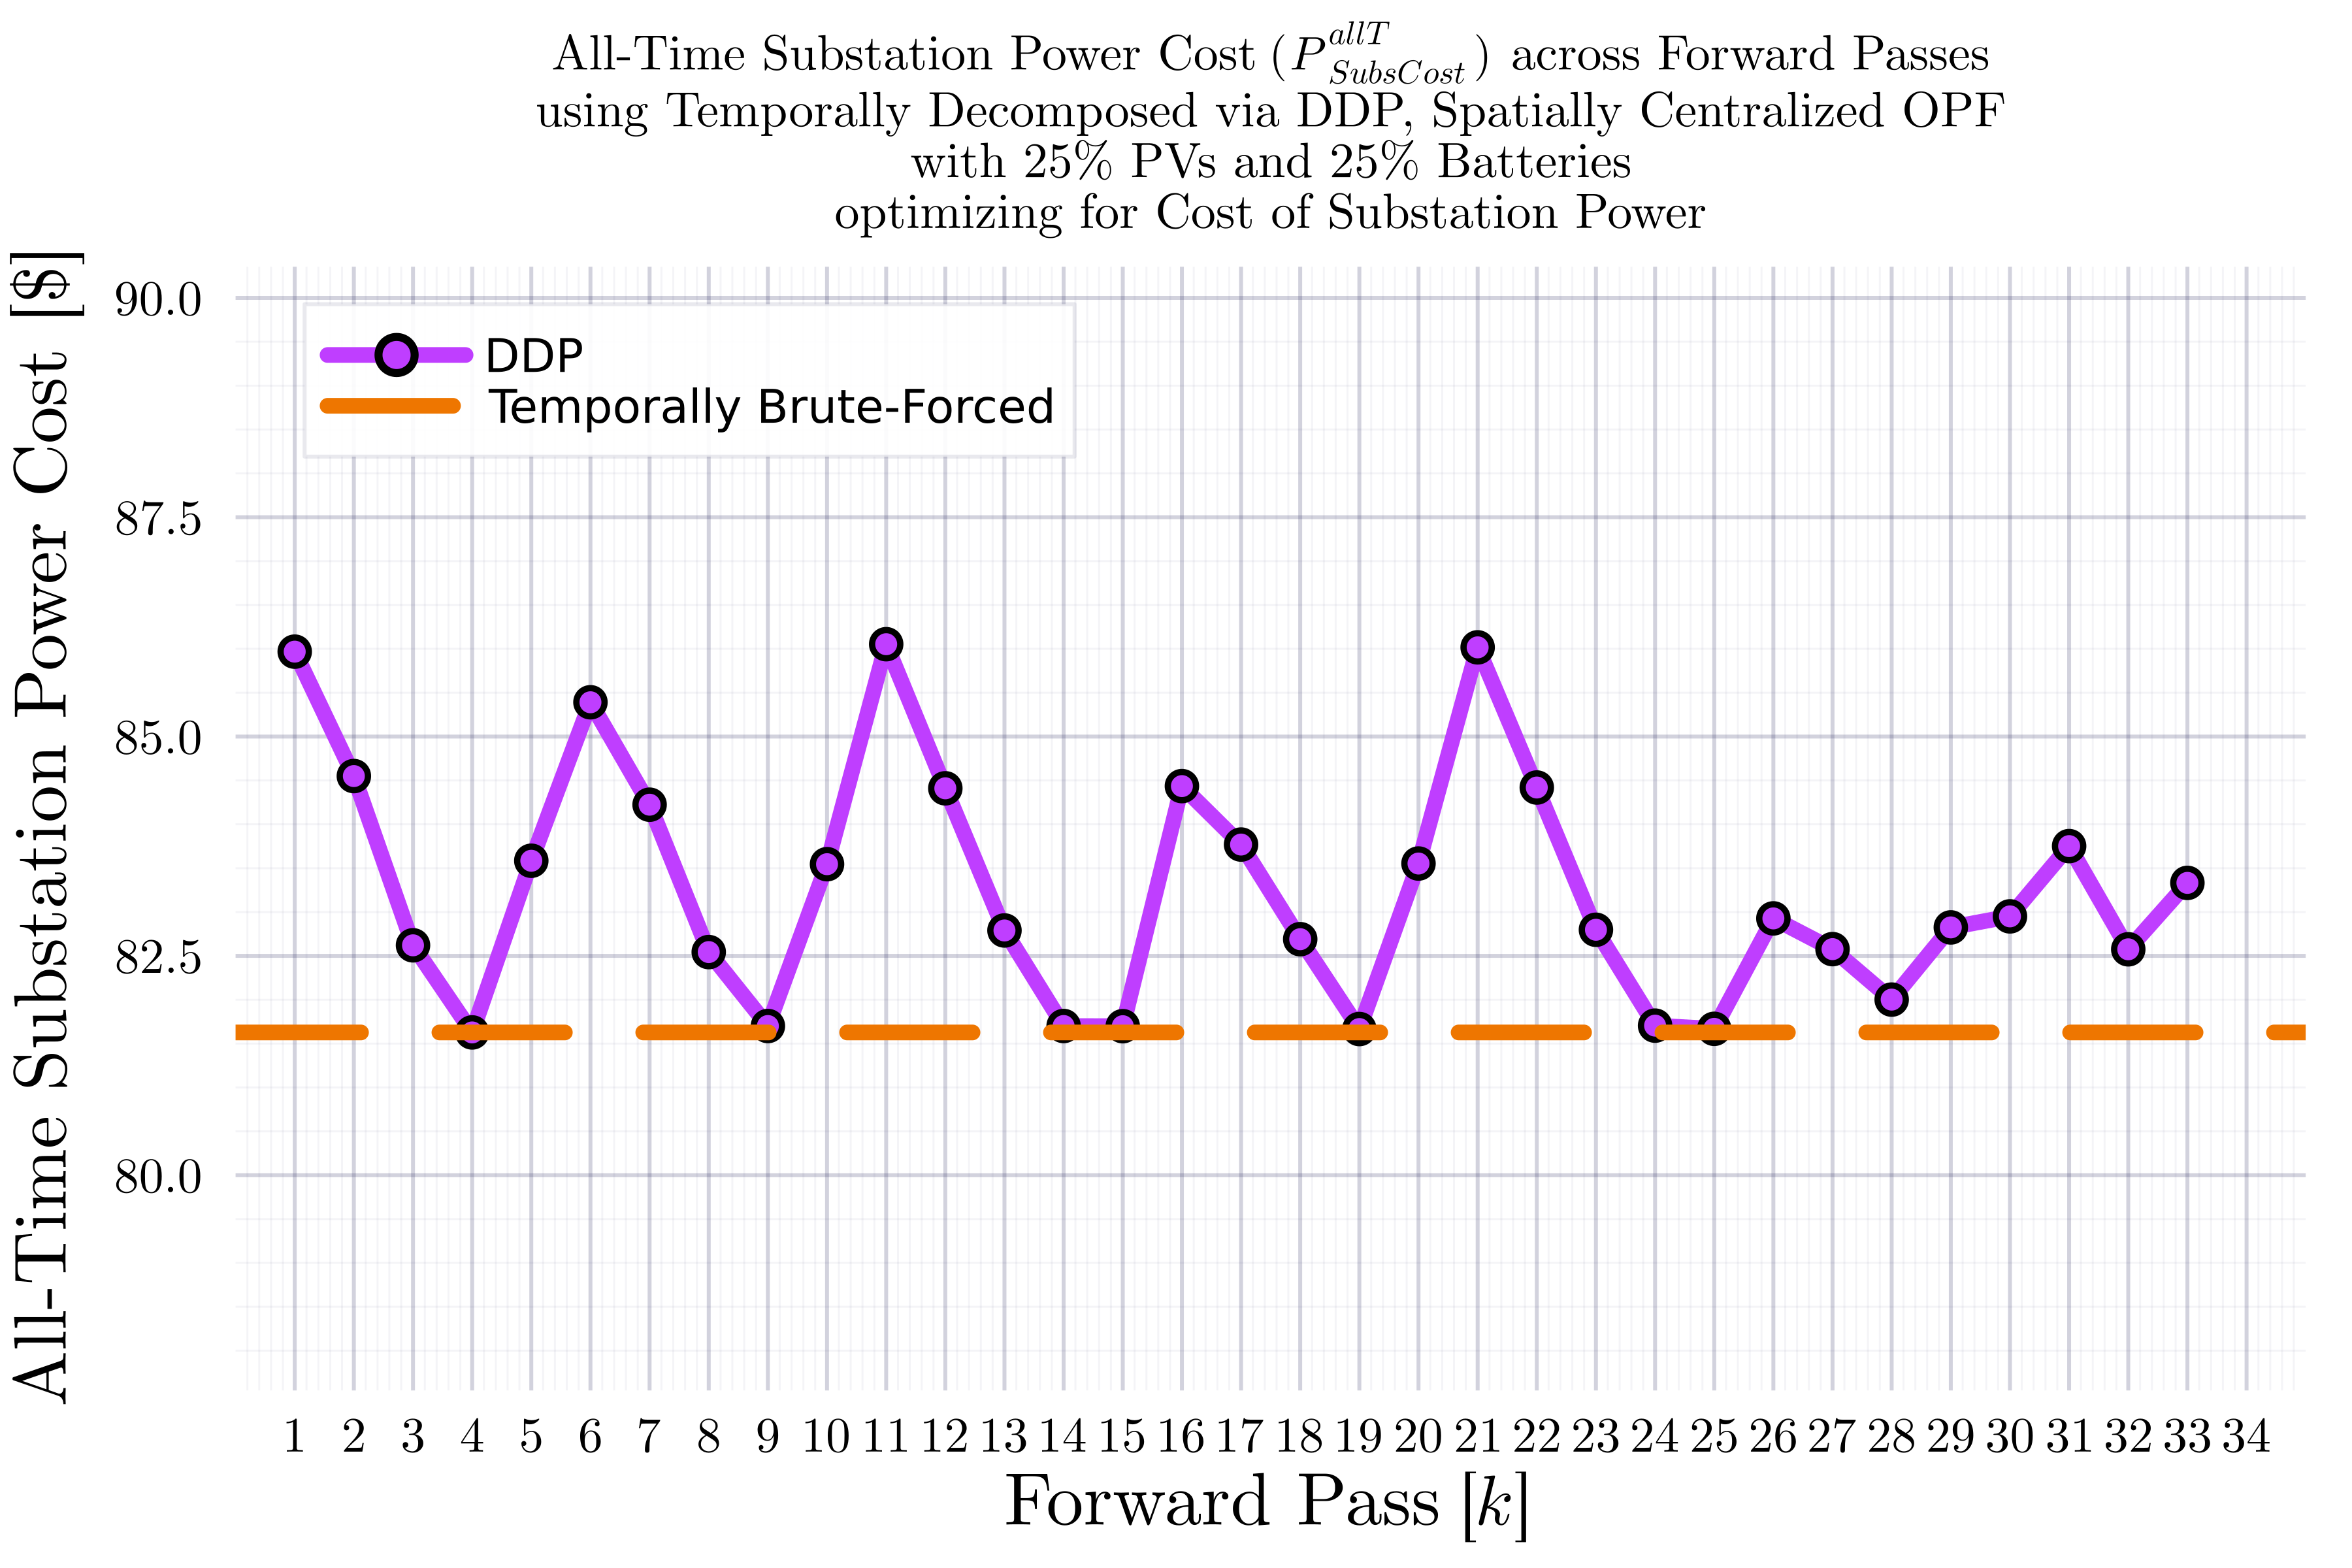 All-Time Substation Power Cost (P^{allT}_{SubsCost}) across Forward Passes
using Temporally Decomposed via DDP, Spatially Centralized OPF
with 25% PVs and 25% Batteries
optimizing for Cost of Substation Power
All-Time Substation Power Cost [$]
90.0
87.5
85.0
82.5
80.0
DDP
Temporally Brute-Forced
1 2 3 4 5 6 7 8 9 10 11 12 13 14 15 16 17 18 19 20 21 22 23 24 25 26 27 28 29 30 31 32 33 34
Forward Pass [k]